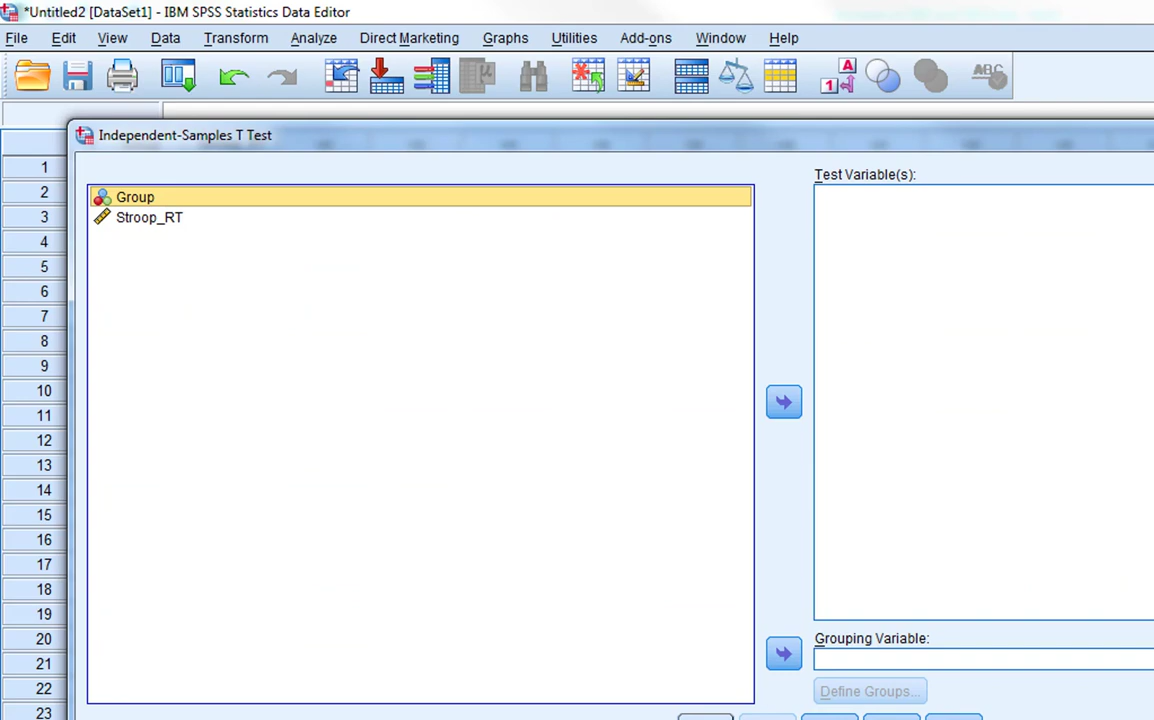 *Untitled2 [DataSet1] - IBM SPSS Statistics Data Editor
File Edit View Data Transform Analyze Direct Marketing Graphs Utilities Add-ons Window Help
A
1
ABC
Independent-Samples T Test
Test Variable(s):
Group
Stroop_RT
Grouping Variable:
Define Groups...
1
2
3
4
5
6
7
8
9
10
11
12
13
14
15
16
17
18
19
20
21
22
23